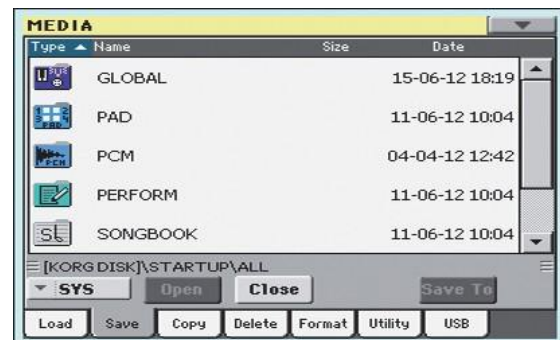 MEDIA
Type Name Size Date
GLOBAL 15-06-12 18:19
PAD 11-06-12 10:04
PCM 04-04-12 12:42
PERFORM 11-06-12 10:04
SONGBOOK 11-06-12 10:04
[KORG DISK]\STARTUP\ALL
SYS Open Close Save To
Load Save Copy Delete Format Utility USB